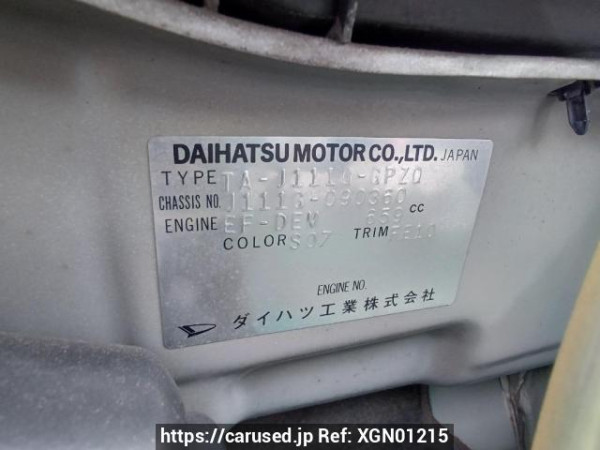 DAIHATSU MOTOR CO.,LTD. JAPAN
TYPE TA-J111G-GPZD
CHASSIS NO. J111G-090360
ENGINE EF-DEM 659 CC
COLOR S07 TRIM FE10
ENGINE NO.
ダイハツ工業株式会社
https://carused.jp Ref: XGN01215